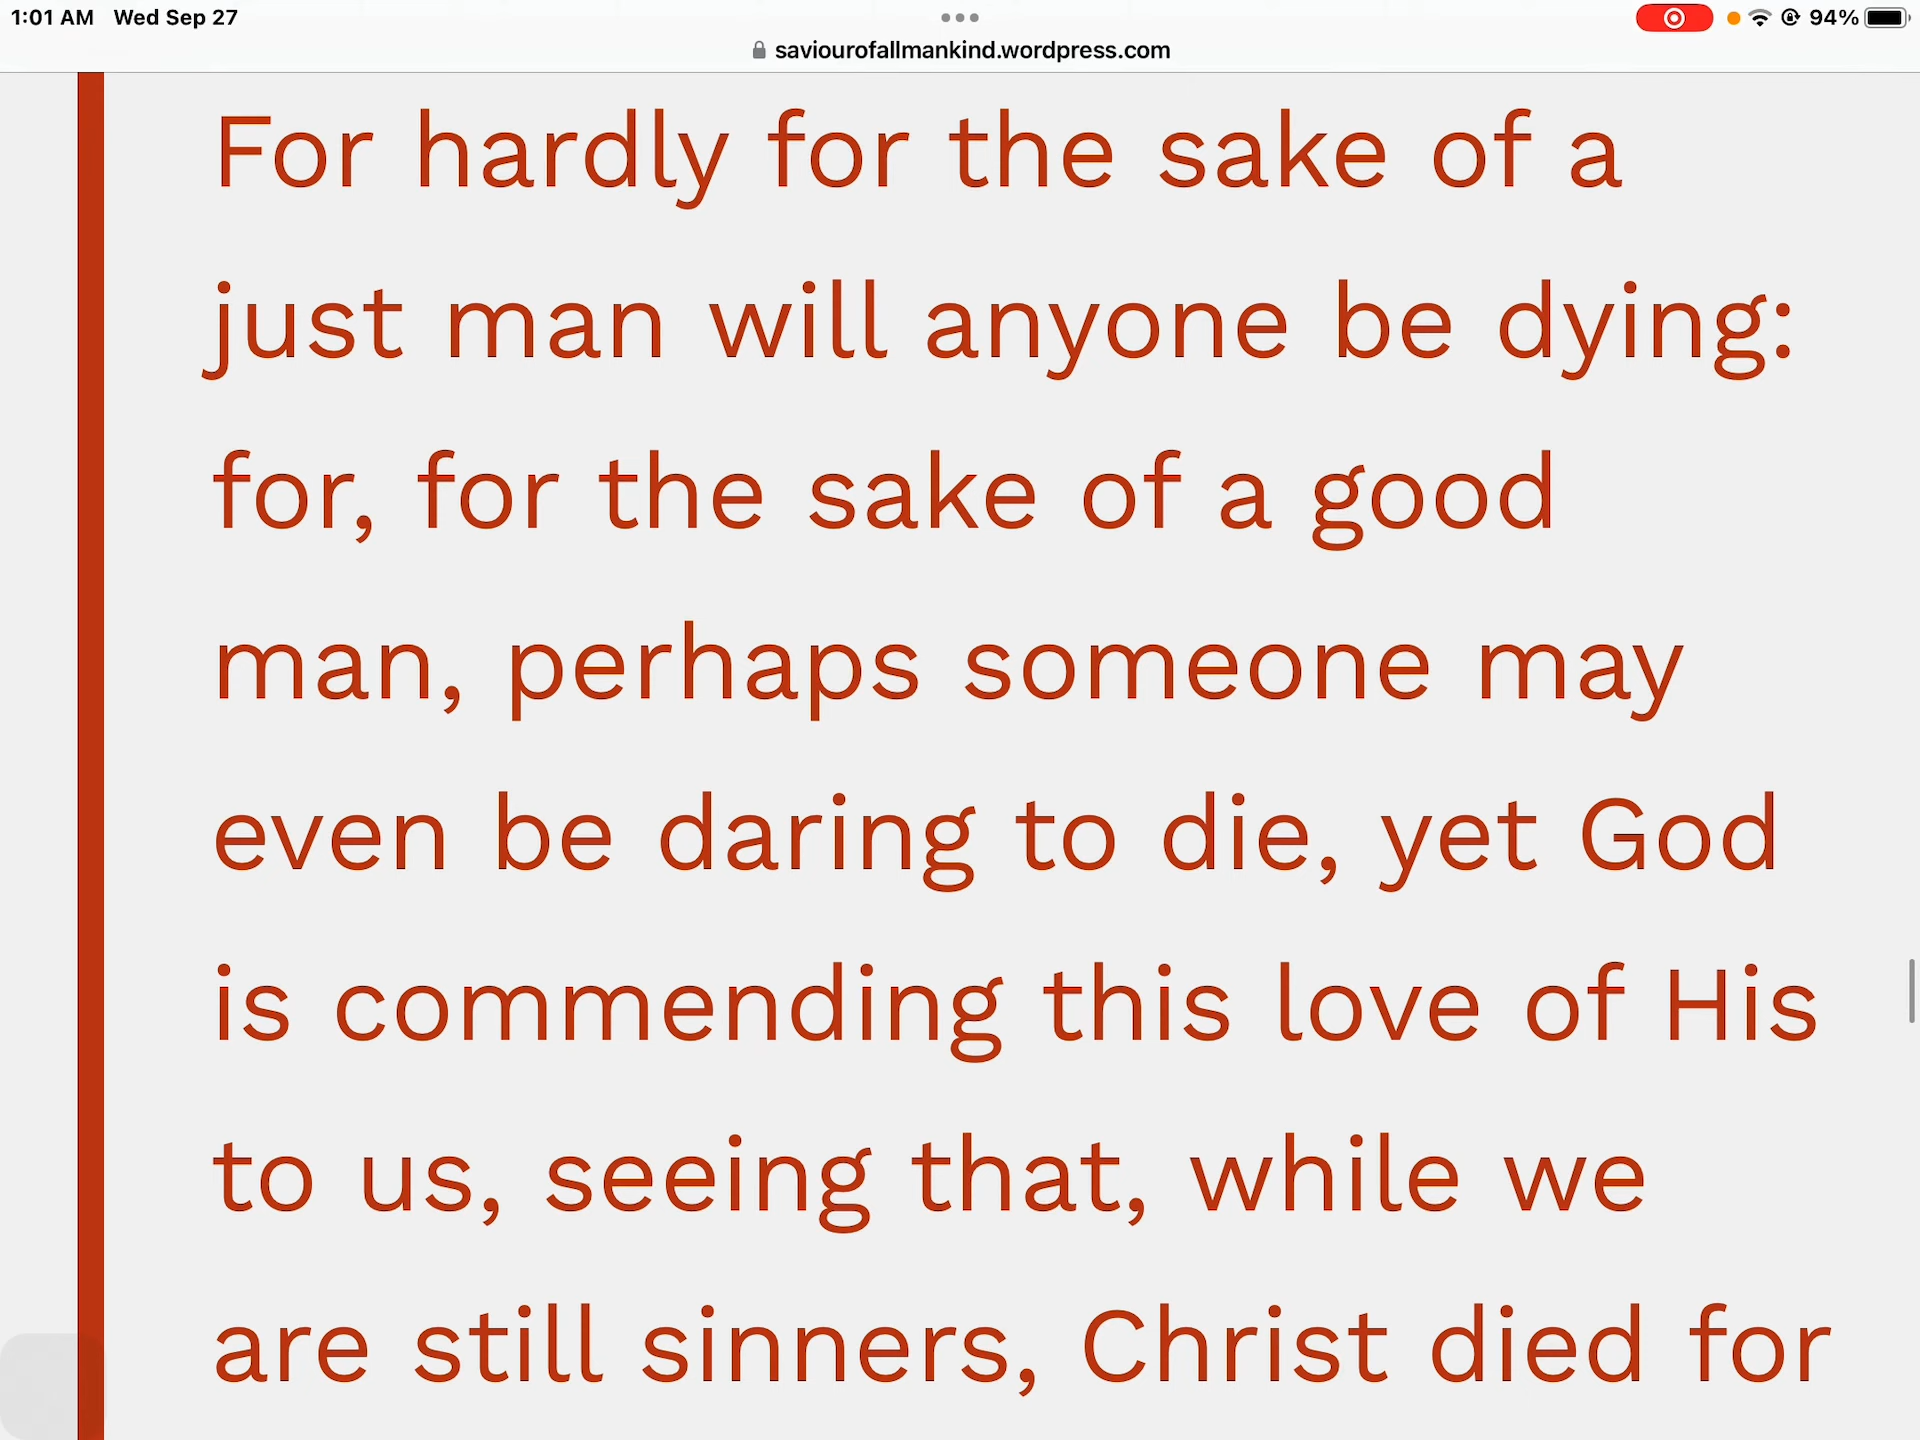 1:01 AM Wed Sep 27
94%
saviourofallmankind.wordpress.com
For hardly for the sake of a
just man will anyone be dying:
for, for the sake of a good
man, perhaps someone may
even be daring to die, yet God
is commending this love of His
to us, seeing that, while we
are still sinners, Christ died for